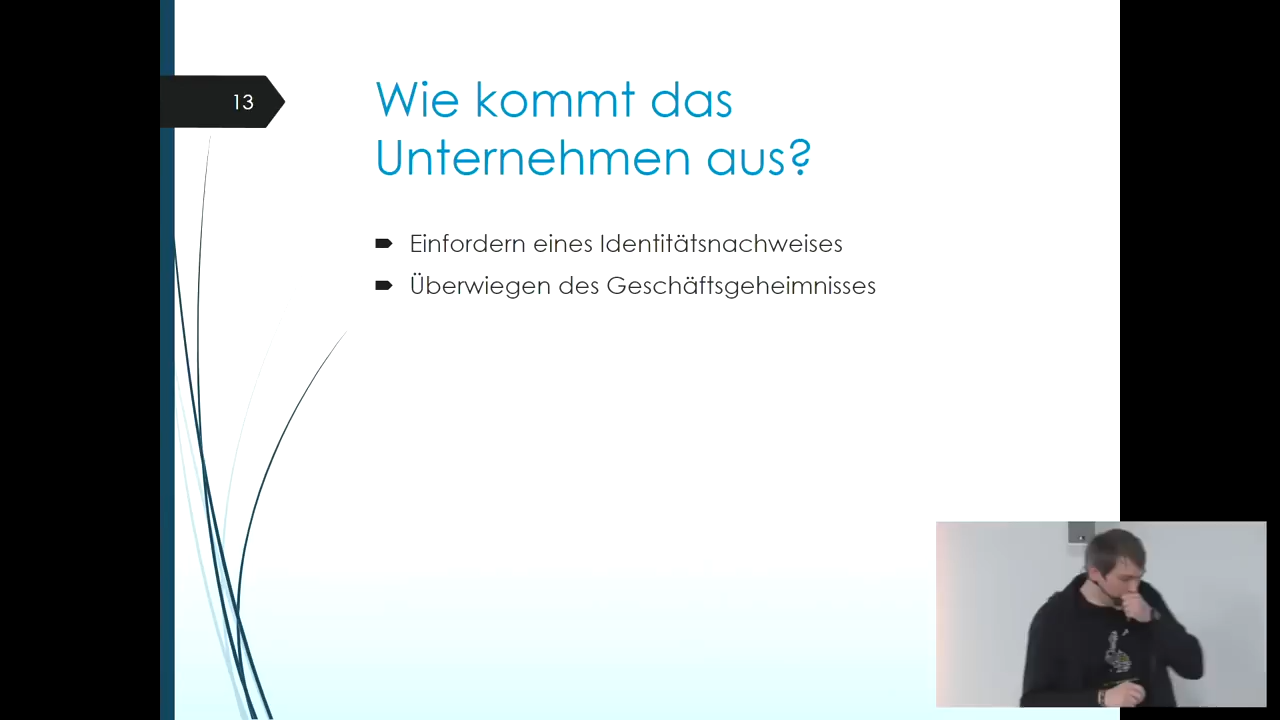 13
Wie kommt das
Unternehmen aus?
Einfordern eines Identitätsnachweises
Überwiegen des Geschäftsgeheimnisses